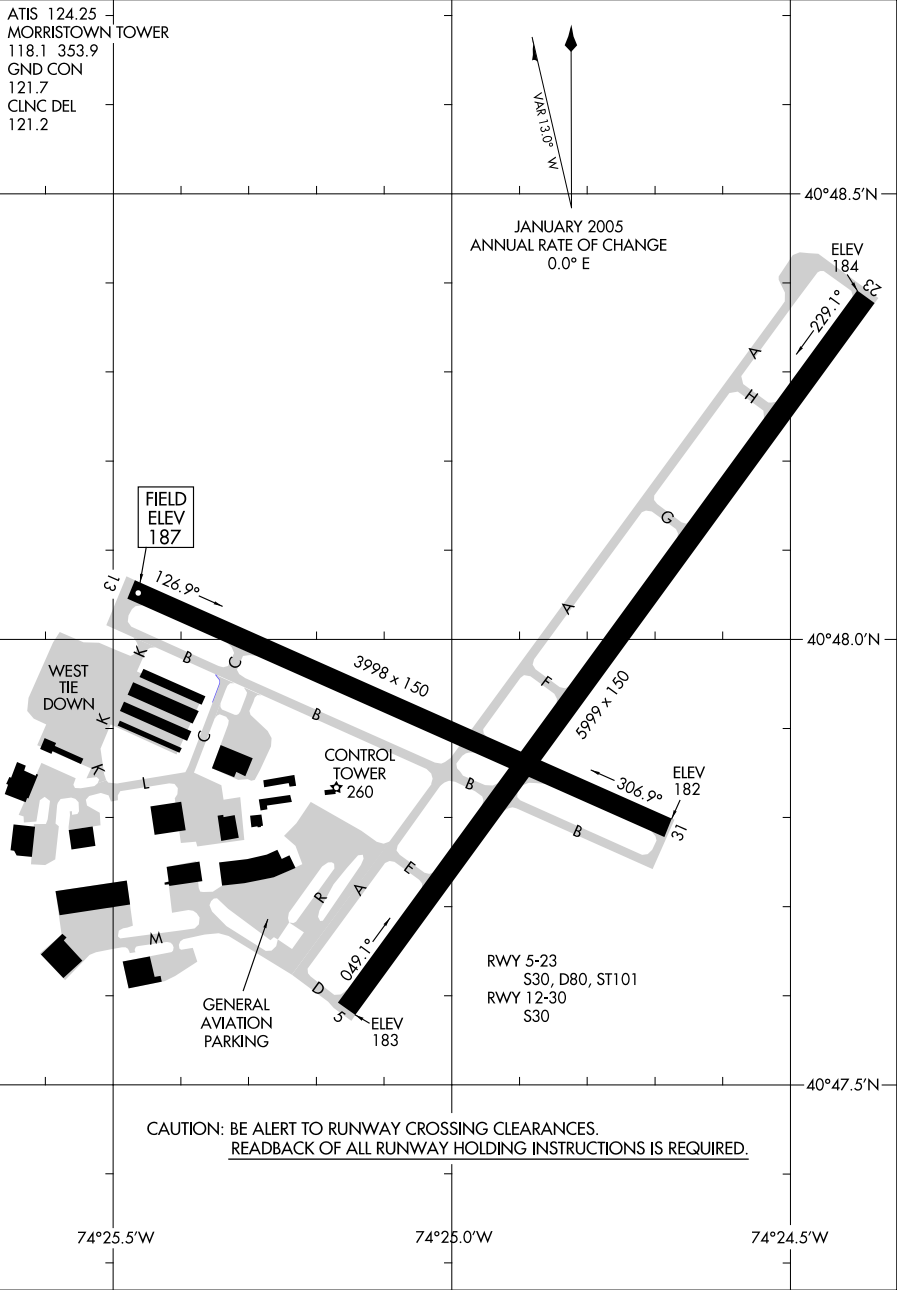 ATIS 124.25
MORRISTOWN TOWER
118.1 353.9
GND CON
121.7
CLNC DEL
121.2
VAR 13.0° W
JANUARY 2005
ANNUAL RATE OF CHANGE
0.0° E
40°48.5'N
ELEV
184
23
229.1°
A
H
G
FIELD
ELEV
187
13
126.9°
A
40°48.0'N
K
B
C
3998 x 150
WEST
TIE
DOWN
F
5999 x 150
K
B
C
CONTROL
TOWER
260
K
L
B
306.9°
ELEV
182
B
31
E
R
A
M
049.1°
D
5
ELEV
183
GENERAL
AVIATION
PARKING
RWY 5-23
S30, D80, ST101
RWY 12-30
S30
40°47.5'N
CAUTION: BE ALERT TO RUNWAY CROSSING CLEARANCES.
READBACK OF ALL RUNWAY HOLDING INSTRUCTIONS IS REQUIRED.
74°25.5'W
74°25.0'W
74°24.5'W